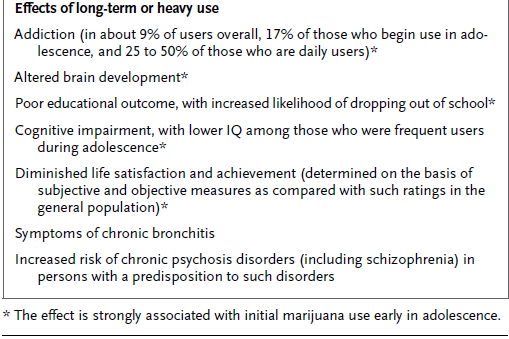 Effects of long-term or heavy use
Addiction (in about 9% of users overall, 17% of those who begin use in ado-
lescence, and 25 to 50% of those who are daily users)*
Altered brain development*
Poor educational outcome, with increased likelihood of dropping out of school*
Cognitive impairment, with lower IQ among those who were frequent users
during adolescence*
Diminished life satisfaction and achievement (determined on the basis of
subjective and objective measures as compared with such ratings in the
general population)*
Symptoms of chronic bronchitis
Increased risk of chronic psychosis disorders (including schizophrenia) in
persons with a predisposition to such disorders
* The effect is strongly associated with initial marijuana use early in adolescence.